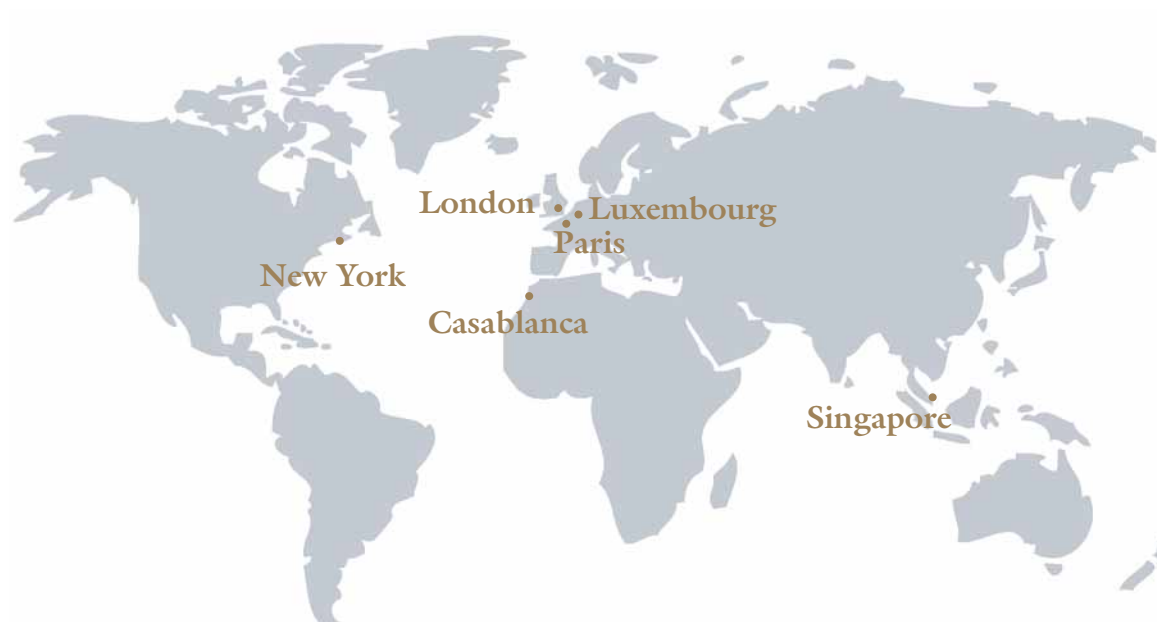 London
Luxembourg
Paris
New York
Casablanca
Singapore